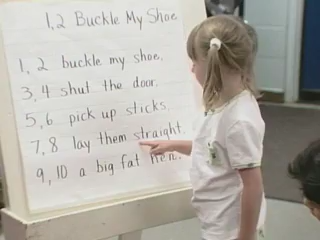 1,2 Buckle My Shoe
1, 2 buckle my shoe,
3, 4 shut the door.
5, 6 pick up sticks,
7, 8 lay them straight.
9, 10 a big fat hen.